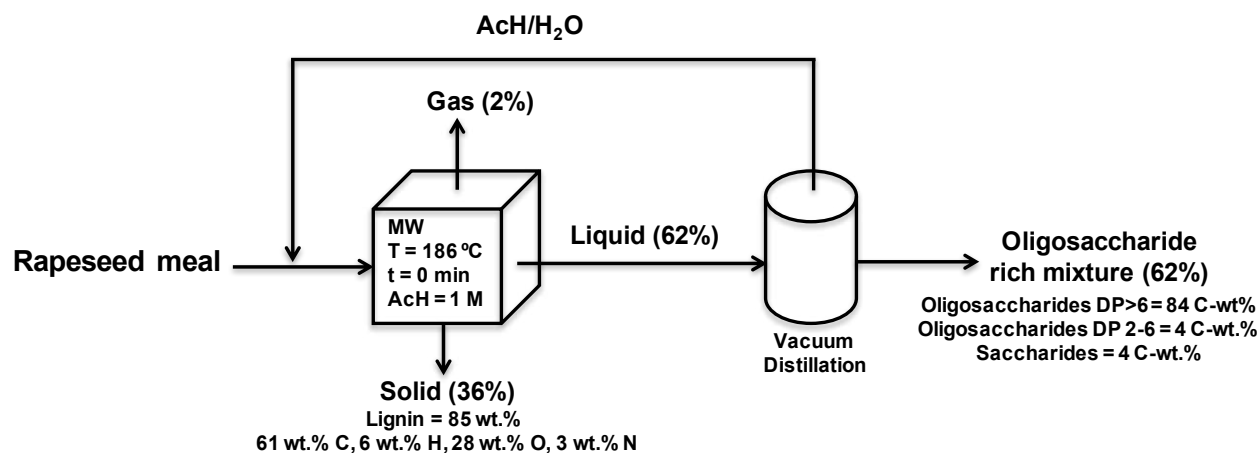 AcH/H₂O
Gas (2%)
MW
T = 186 ºC
t = 0 min
AcH = 1 M
Rapeseed meal
Liquid (62%)
Vacuum
Distillation
Oligosaccharide
rich mixture (62%)
Oligosaccharides DP>6 = 84 C-wt%
Oligosaccharides DP 2-6 = 4 C-wt.%
Saccharides = 4 C-wt.%
Solid (36%)
Lignin = 85 wt.%
61 wt.% C, 6 wt.% H, 28 wt.% O, 3 wt.% N